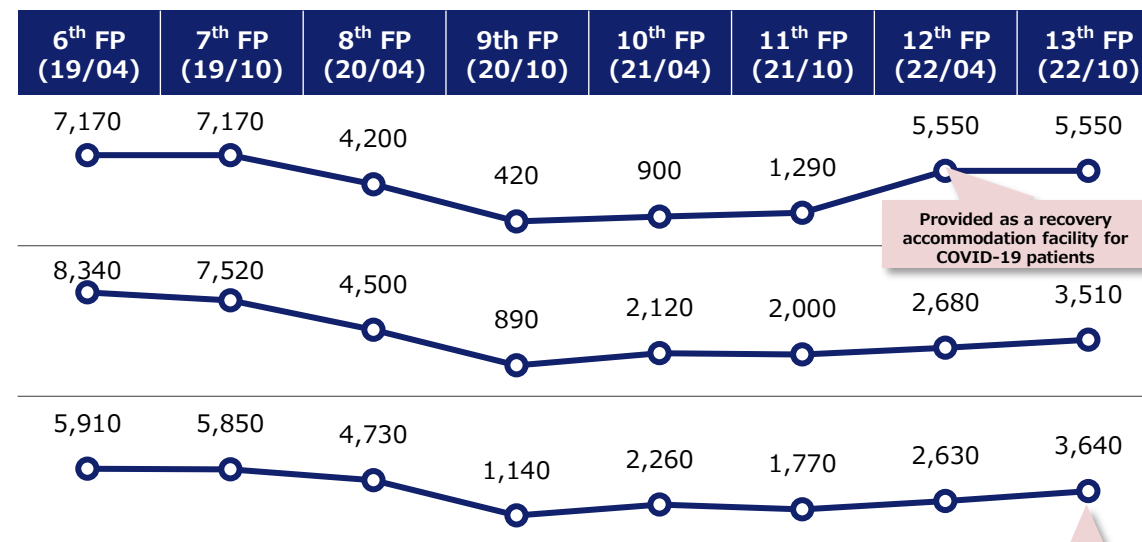 6th FP 7th FP 8th FP 9th FP 10th FP 11th FP 12th FP 13th FP
(19/04) (19/10) (20/04) (20/10) (21/04) (21/10) (22/04) (22/10)
7,170 7,170 4,200 420 900 1,290 5,550 5,550
Provided as a recovery
accommodation facility for
COVID-19 patients
8,340 7,520 4,500 890 2,120 2,000 2,680 3,510
5,910 5,850 4,730 1,140 2,260 1,770 2,630 3,640